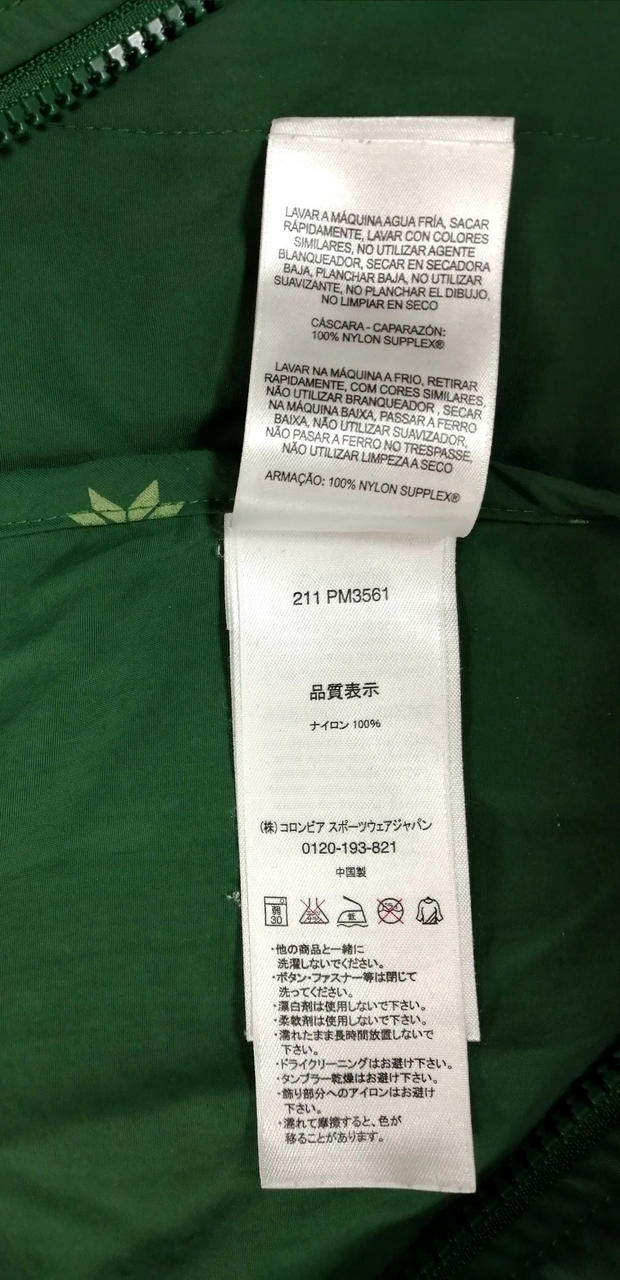 LAVAR A MÁQUINA AGUA FRÍA, SACAR
RÁPIDAMENTE, LAVAR CON COLORES
SIMILARES, NO UTILIZAR AGENTE
BLANQUEADOR, SECAR EN SECADORA
BAJA, PLANCHAR BAJA, NO UTILIZAR
SUAVIZANTE, NO PLANCHAR EL DIBUJO,
NO LIMPIAR EN SECO
CÁSCARA - CAPARAZÓN:
100% NYLON SUPPLEX®
LAVAR NA MÁQUINA A FRIO, RETIRAR
RAPIDAMENTE, COM CORES SIMILARES,
NÃO UTILIZAR BRANQUEADOR , SECAR
NA MÁQUINA BAIXA, PASSAR A FERRO
BAIXA, NÃO UTILIZAR SUAVIZADOR,
NÃO PASAR A FERRO NO TRESPASSE,
NÃO UTILIZAR LIMPEZA A SECO
ARMAÇÃO: 100% NYLON SUPPLEX®
211 PM3561
品質表示
ナイロン 100%
(株) コロンビア スポーツウェアジャパン
0120-193-821
中国製
弱 30 低
・他の商品と一緒に
洗濯しないでください。
・ボタン・ファスナー等は閉じて
洗ってください。
・漂白剤は使用しないで下さい。
・柔軟剤は使用しないで下さい。
・濡れたまま長時間放置しないで
下さい。
・ドライクリーニングはお避け下さい。
・タンブラー乾燥はお避け下さい。
・飾り部分へのアイロンはお避け
下さい。
・濡れて摩擦すると、色が
移ることがあります。